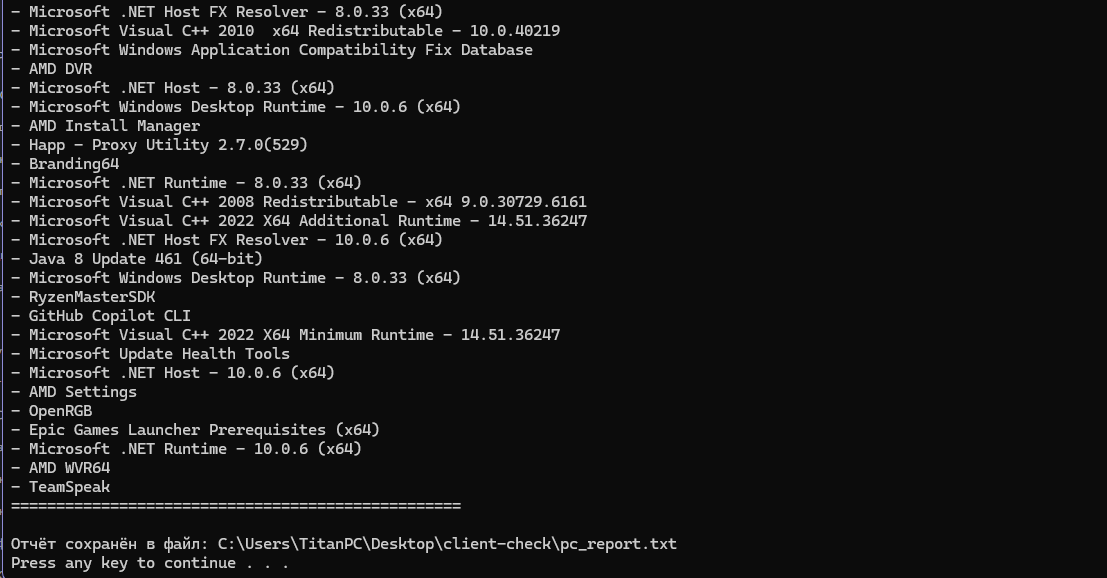 - Microsoft .NET Host FX Resolver - 8.0.33 (x64)
- Microsoft Visual C++ 2010  x64 Redistributable - 10.0.40219
- Microsoft Windows Application Compatibility Fix Database
- AMD DVR
- Microsoft .NET Host - 8.0.33 (x64)
- Microsoft Windows Desktop Runtime - 10.0.6 (x64)
- AMD Install Manager
- Happ - Proxy Utility 2.7.0(529)
- Branding64
- Microsoft .NET Runtime - 8.0.33 (x64)
- Microsoft Visual C++ 2008 Redistributable - x64 9.0.30729.6161
- Microsoft Visual C++ 2022 X64 Additional Runtime - 14.51.36247
- Microsoft .NET Host FX Resolver - 10.0.6 (x64)
- Java 8 Update 461 (64-bit)
- Microsoft Windows Desktop Runtime - 8.0.33 (x64)
- RyzenMasterSDK
- GitHub Copilot CLI
- Microsoft Visual C++ 2022 X64 Minimum Runtime - 14.51.36247
- Microsoft Update Health Tools
- Microsoft .NET Host - 10.0.6 (x64)
- AMD Settings
- OpenRGB
- Epic Games Launcher Prerequisites (x64)
- Microsoft .NET Runtime - 10.0.6 (x64)
- AMD WVR64
- TeamSpeak
==================================================
Отчёт сохранён в файл: C:\Users\TitanPC\Desktop\client-check\pc_report.txt
Press any key to continue . . .